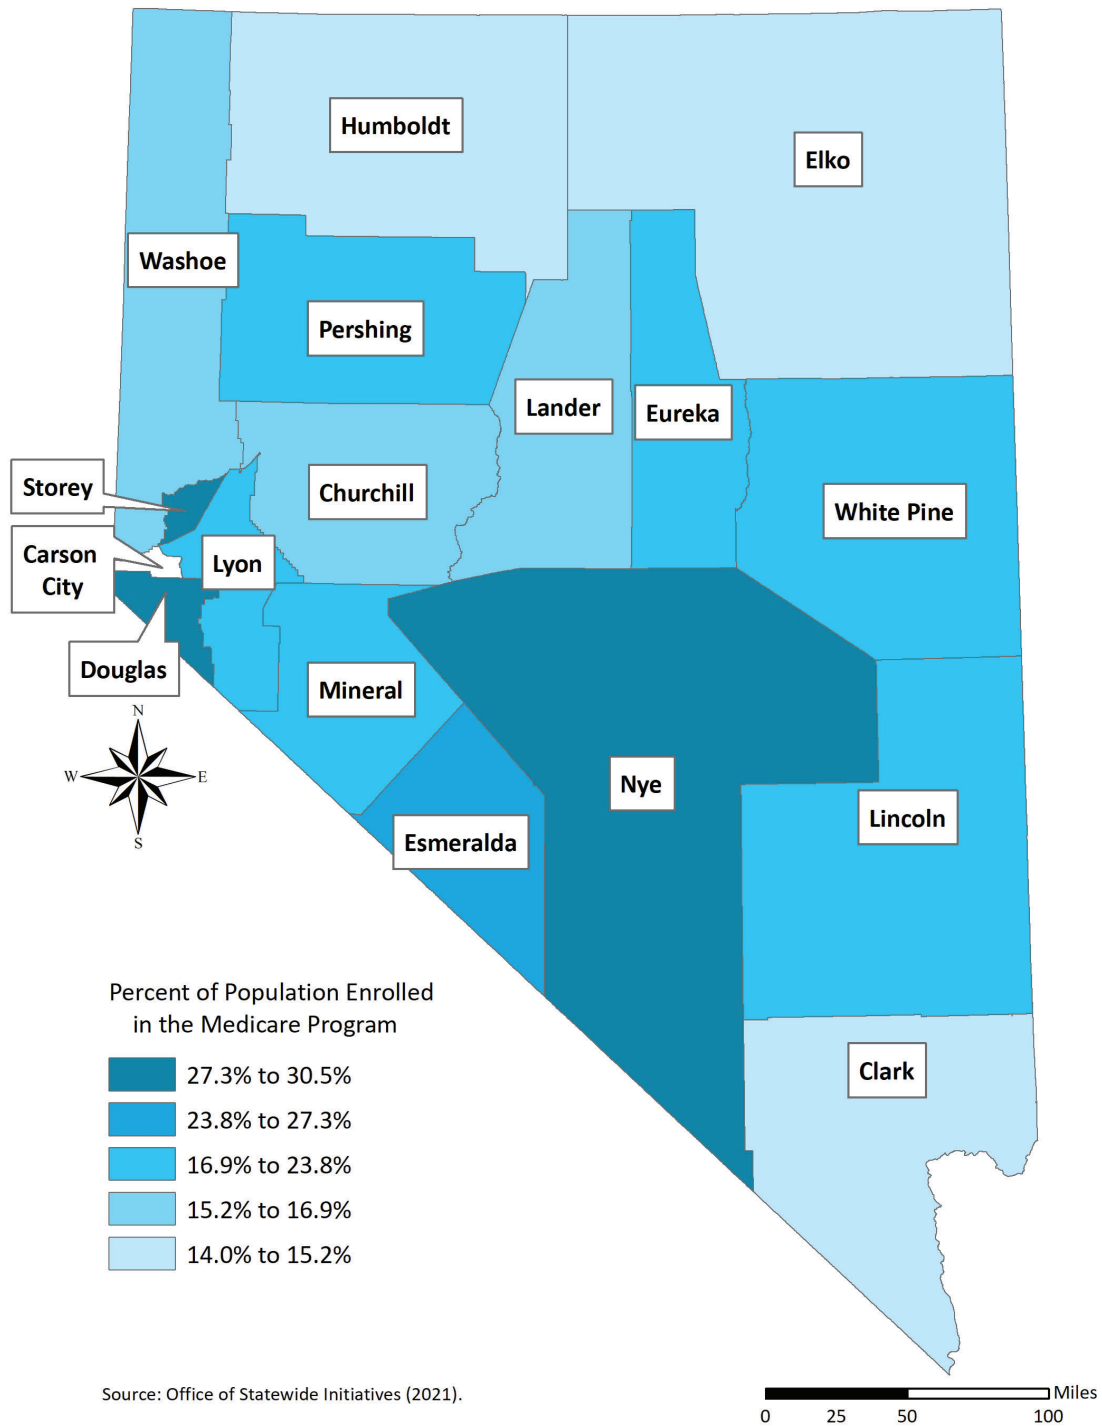 Humboldt
Elko
Washoe
Pershing
Lander
Eureka
Storey
Churchill
White Pine
Carson
City
Lyon
Douglas
Mineral
N
W
E
S
Nye
Lincoln
Esmeralda
Percent of Population Enrolled
in the Medicare Program
27.3% to 30.5%
23.8% to 27.3%
16.9% to 23.8%
15.2% to 16.9%
14.0% to 15.2%
Clark
Source: Office of Statewide Initiatives (2021).
Miles
0 25 50 100